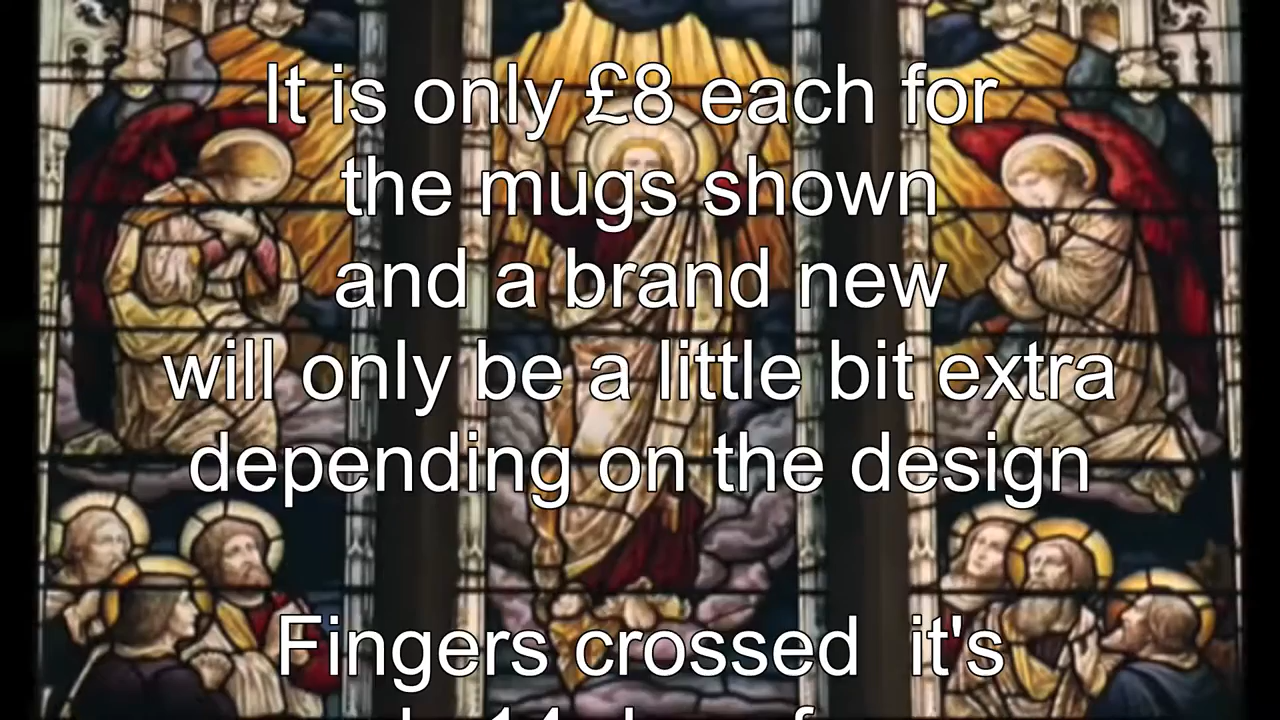 It is only £8 each for
the mugs shown
and a brand new
will only be a little bit extra
depending on the design
Fingers crossed it's